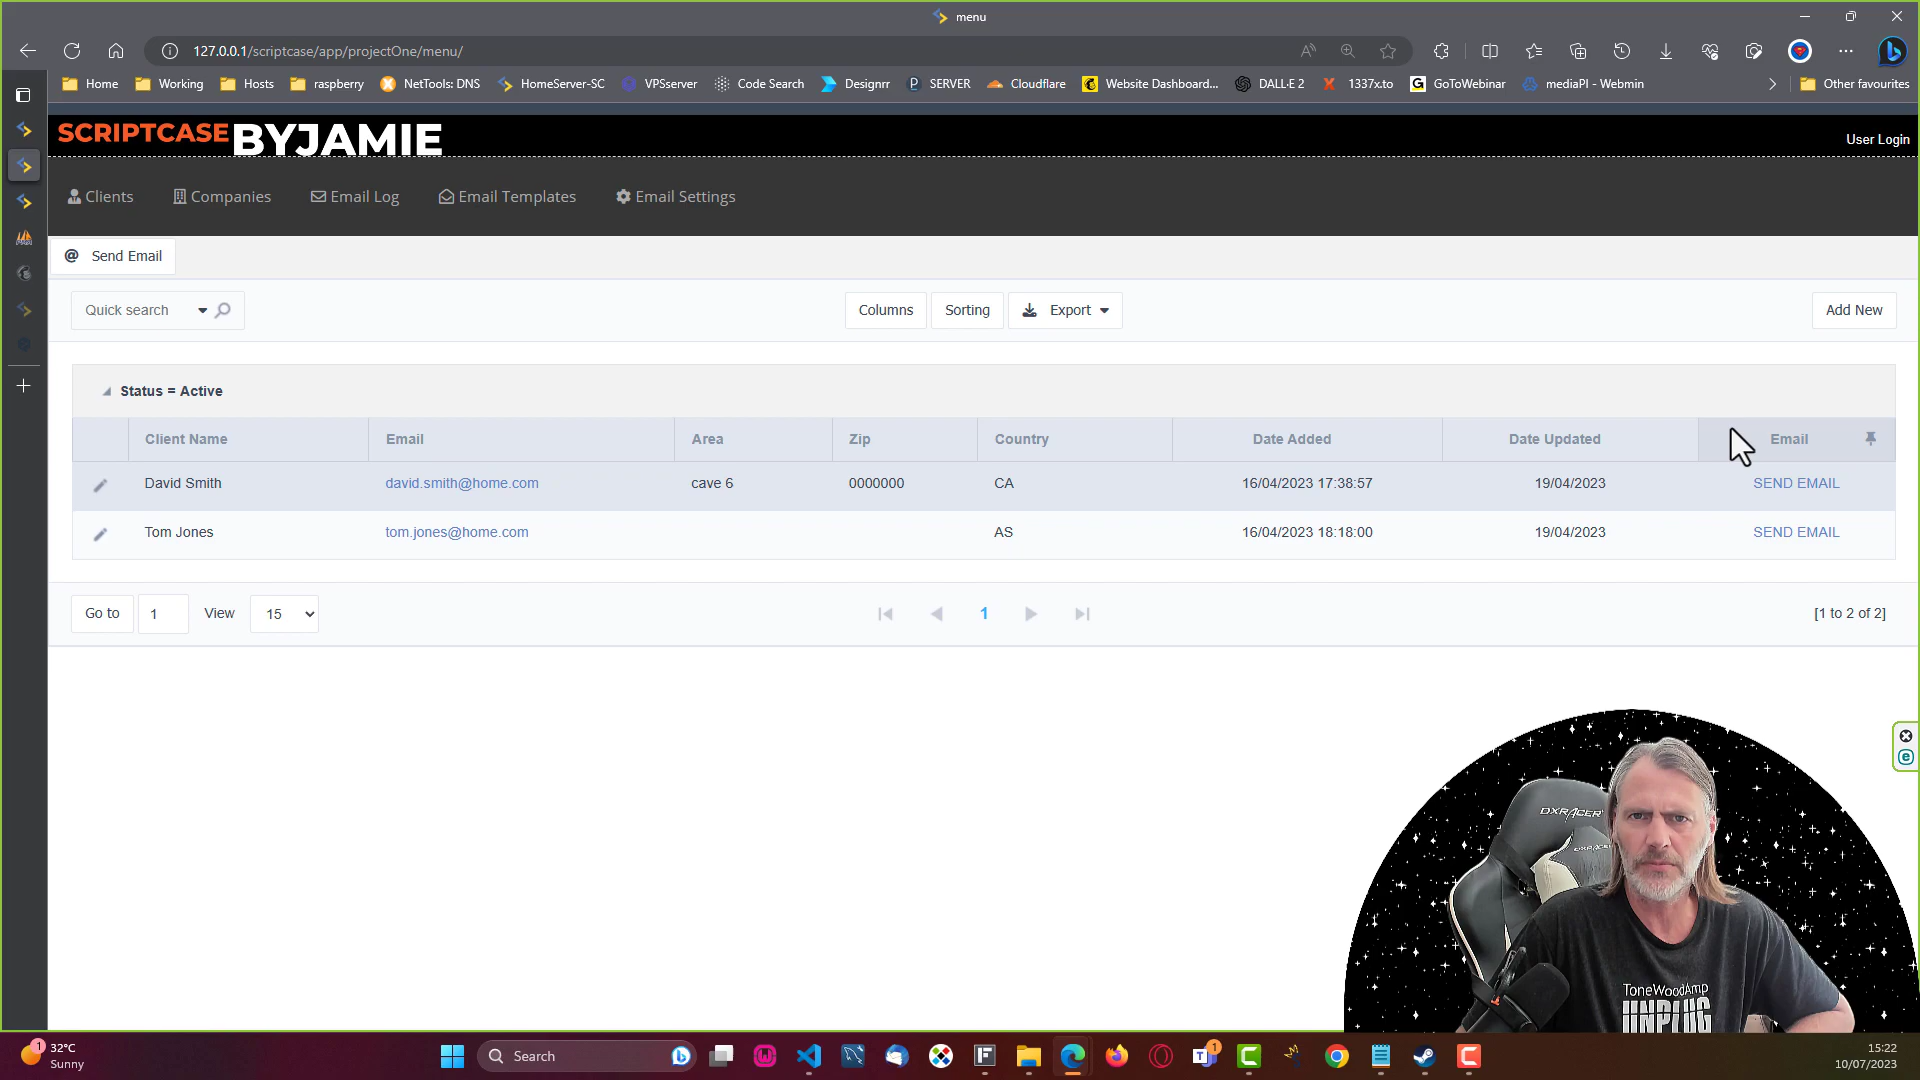 menu
127.0.0.1/scriptcase/app/projectOne/menu/
Home Working Hosts raspberry NetTools: DNS HomeServer-SC VPSserver Code Search Designrr SERVER Cloudflare Website Dashboard... DALL·E 2 1337x.to GoToWebinar mediaPI - Webmin Other favourites
SCRIPTCASE BYJAMIE
User Login
Clients Companies Email Log Email Templates Email Settings
@ Send Email
Quick search Columns Sorting Export Add New
Status = Active
Client Name Email Area Zip Country Date Added Date Updated Email
David Smith david.smith@home.com cave 6 0000000 CA 16/04/2023 17:38:57 19/04/2023 SEND EMAIL
Tom Jones tom.jones@home.com AS 16/04/2023 18:18:00 19/04/2023 SEND EMAIL
Go to 1 View 15 1 [1 to 2 of 2]
DXRACER
DXRACER
ToneWoodAmp
UNPLUG
1 32°C
Sunny
Search
1
15:22
10/07/2023